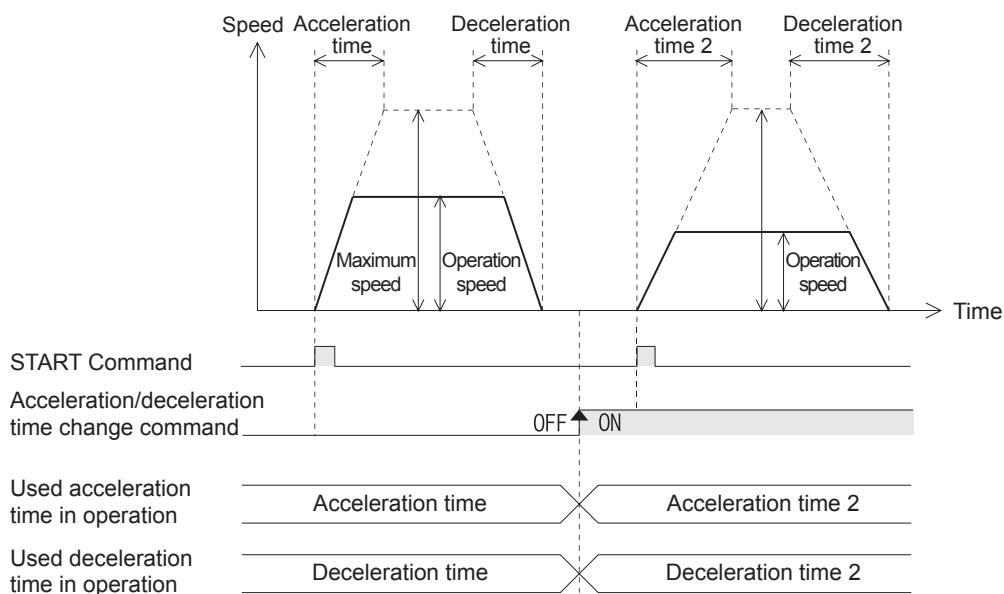 Speed
Acceleration
time
Deceleration
time
Acceleration
time 2
Deceleration
time 2
Maximum
speed
Operation
speed
Operation
speed
Time
START Command
Acceleration/deceleration
time change command
OFF ON
Used acceleration
time in operation
Acceleration time
Acceleration time 2
Used deceleration
time in operation
Deceleration time
Deceleration time 2